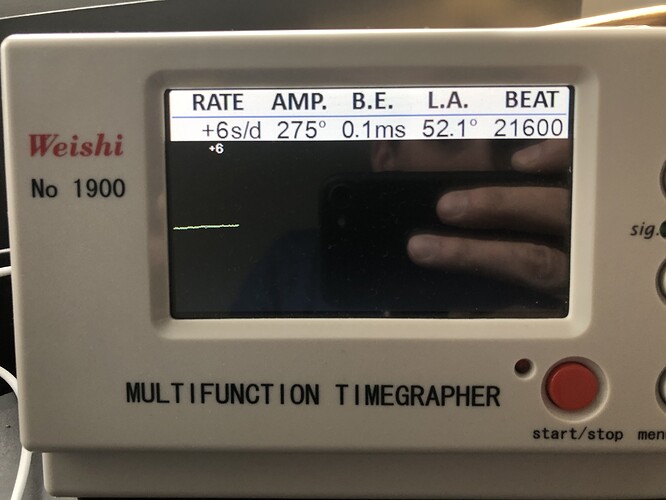 RATE AMP. B.E. L.A. BEAT
+6s/d 275° 0.1ms 52.1° 21600
+6
Weishi
No 1900
sig.
MULTIFUNCTION TIMEGRAPHER
start/stop